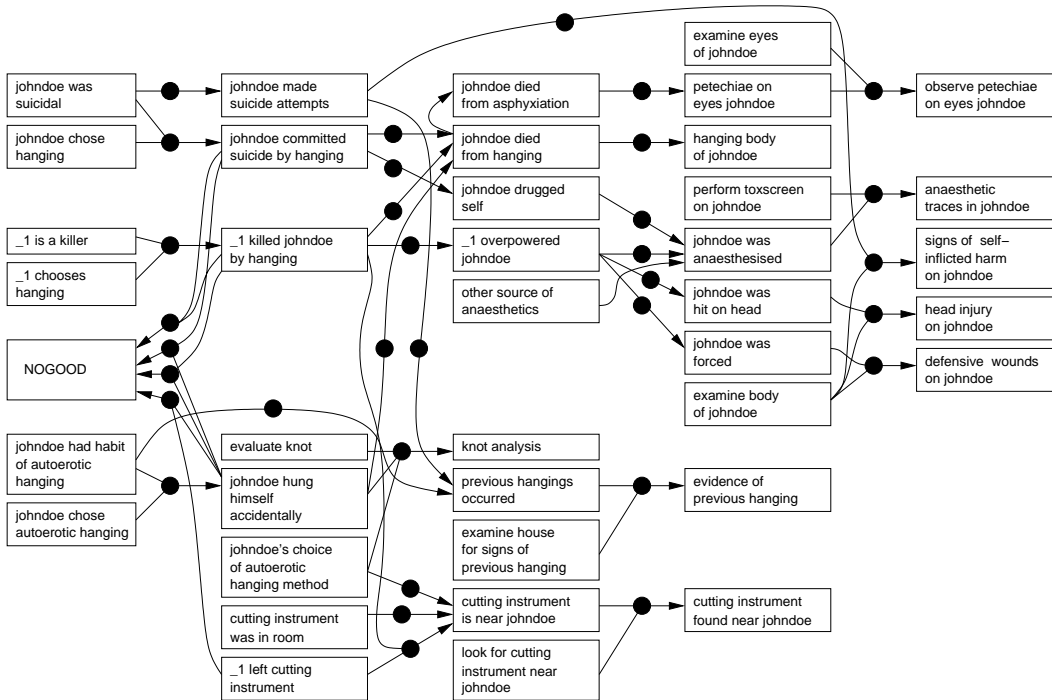 johndoe was
suicidal
johndoe chose
hanging
_1 is a killer
_1 chooses
hanging
NOGOOD
johndoe had habit
of autoerotic
hanging
johndoe chose
autoerotic hanging
johndoe made
suicide attempts
johndoe committed
suicide by hanging
_1 killed johndoe
by hanging
evaluate knot
johndoe hung
himself
accidentally
johndoe's choice
of autoerotic
hanging method
cutting instrument
was in room
_1 left cutting
instrument
johndoe died
from asphyxiation
johndoe died
from hanging
johndoe drugged
self
_1 overpowered
johndoe
other source of
anaesthetics
knot analysis
previous hangings
occurred
examine house
for signs of
previous hanging
cutting instrument
is near johndoe
look for cutting
instrument near
johndoe
examine eyes
of johndoe
petechiae on
eyes johndoe
hanging body
of johndoe
perform toxscreen
on johndoe
johndoe was
anaesthesised
johndoe was
hit on head
johndoe was
forced
examine body
of johndoe
evidence of
previous hanging
cutting instrument
found near johndoe
observe petechiae
on eyes johndoe
anaesthetic
traces in johndoe
signs of self–
inflicted harm
on johndoe
head injury
on johndoe
defensive wounds
on johndoe